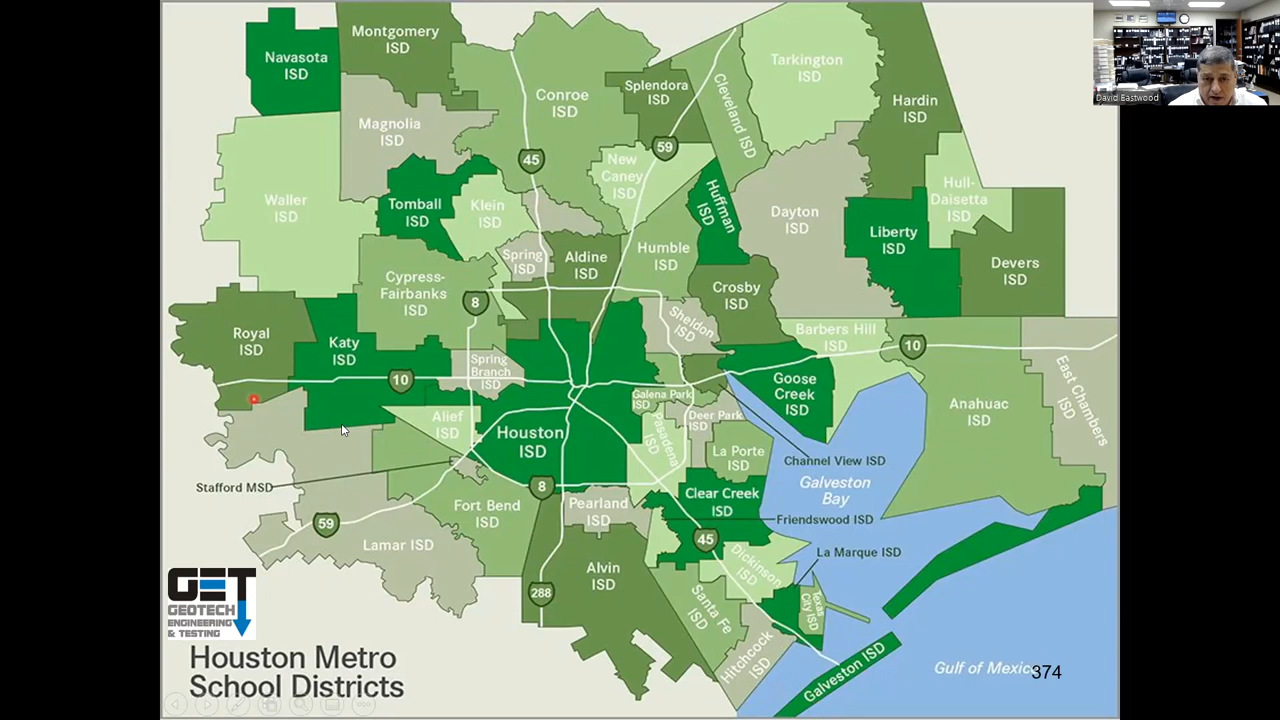 Navasota
ISD
Montgomery
ISD
Magnolia
ISD
Conroe
ISD
Splendora
ISD
Cleveland ISD
Tarkington
ISD
Hardin
ISD
David Eastwood
45
59
New
Caney
ISD
Waller
ISD
Tomball
ISD
Klein
ISD
Huffman
ISD
Dayton
ISD
Hull-
Daisetta
ISD
Liberty
ISD
Devers
ISD
Spring
ISD
Aldine
ISD
Humble
ISD
Cypress-
Fairbanks
ISD
8
Crosby
ISD
Sheldon
ISD
Barbers Hill
ISD
10
Royal
ISD
Katy
ISD
10
Spring
Branch
ISD
Galena Park
ISD
Goose
Creek
ISD
Anahuac
ISD
East Chambers
ISD
Alief
ISD
Houston
ISD
Pasadena
ISD
Deer Park
ISD
La Porte
ISD
Channel View ISD
Galveston
Bay
Stafford MSD
8
Clear Creek
ISD
Friendswood ISD
59
Fort Bend
ISD
Pearland
ISD
45
La Marque ISD
Lamar ISD
Alvin
ISD
288
Dickinson
ISD
Santa Fe
ISD
Texas
City ISD
Hitchcock
ISD
Galveston ISD
Gulf of Mexic
374
GET
GEOTECH
ENGINEERING
& TESTING
Houston Metro
School Districts